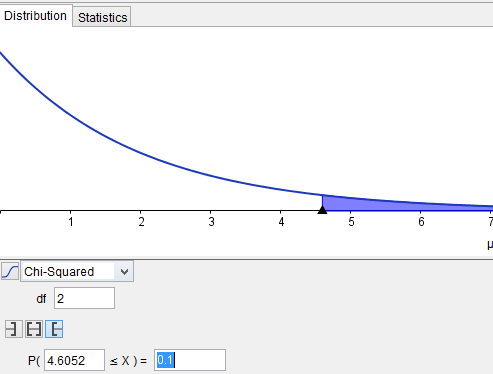 Distribution Statistics
1 2 3 4 5 6 7
μ
Chi-Squared
df 2
P( 4.6052 ≤ X ) = 0.1